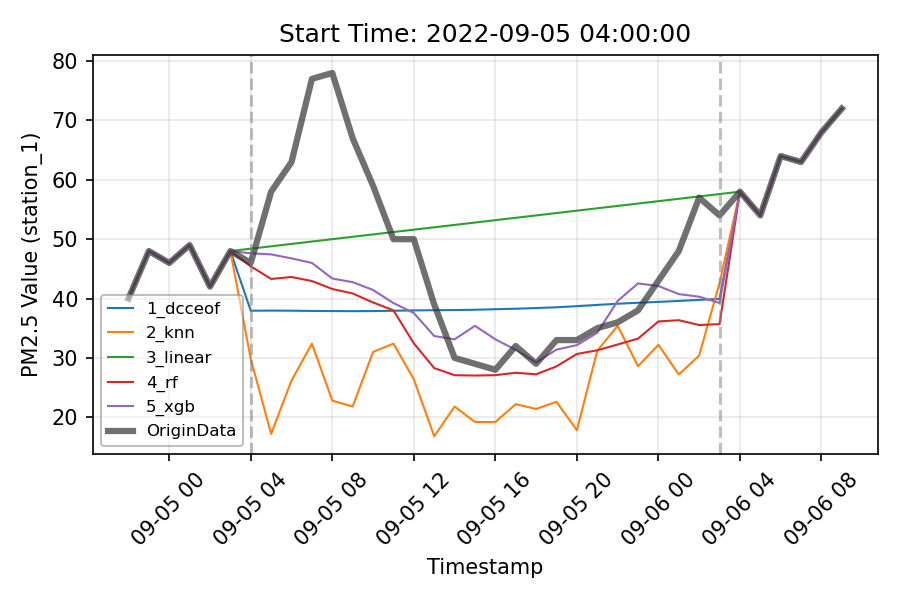 Start Time: 2022-09-05 04:00:00
PM2.5 Value (station_1)
80
70
60
50
40
30
20
1_dcceof
2_knn
3_linear
4_rf
5_xgb
OriginData
09-05 00
09-05 04
09-05 08
09-05 12
09-05 16
09-05 20
09-06 00
09-06 04
09-06 08
Timestamp